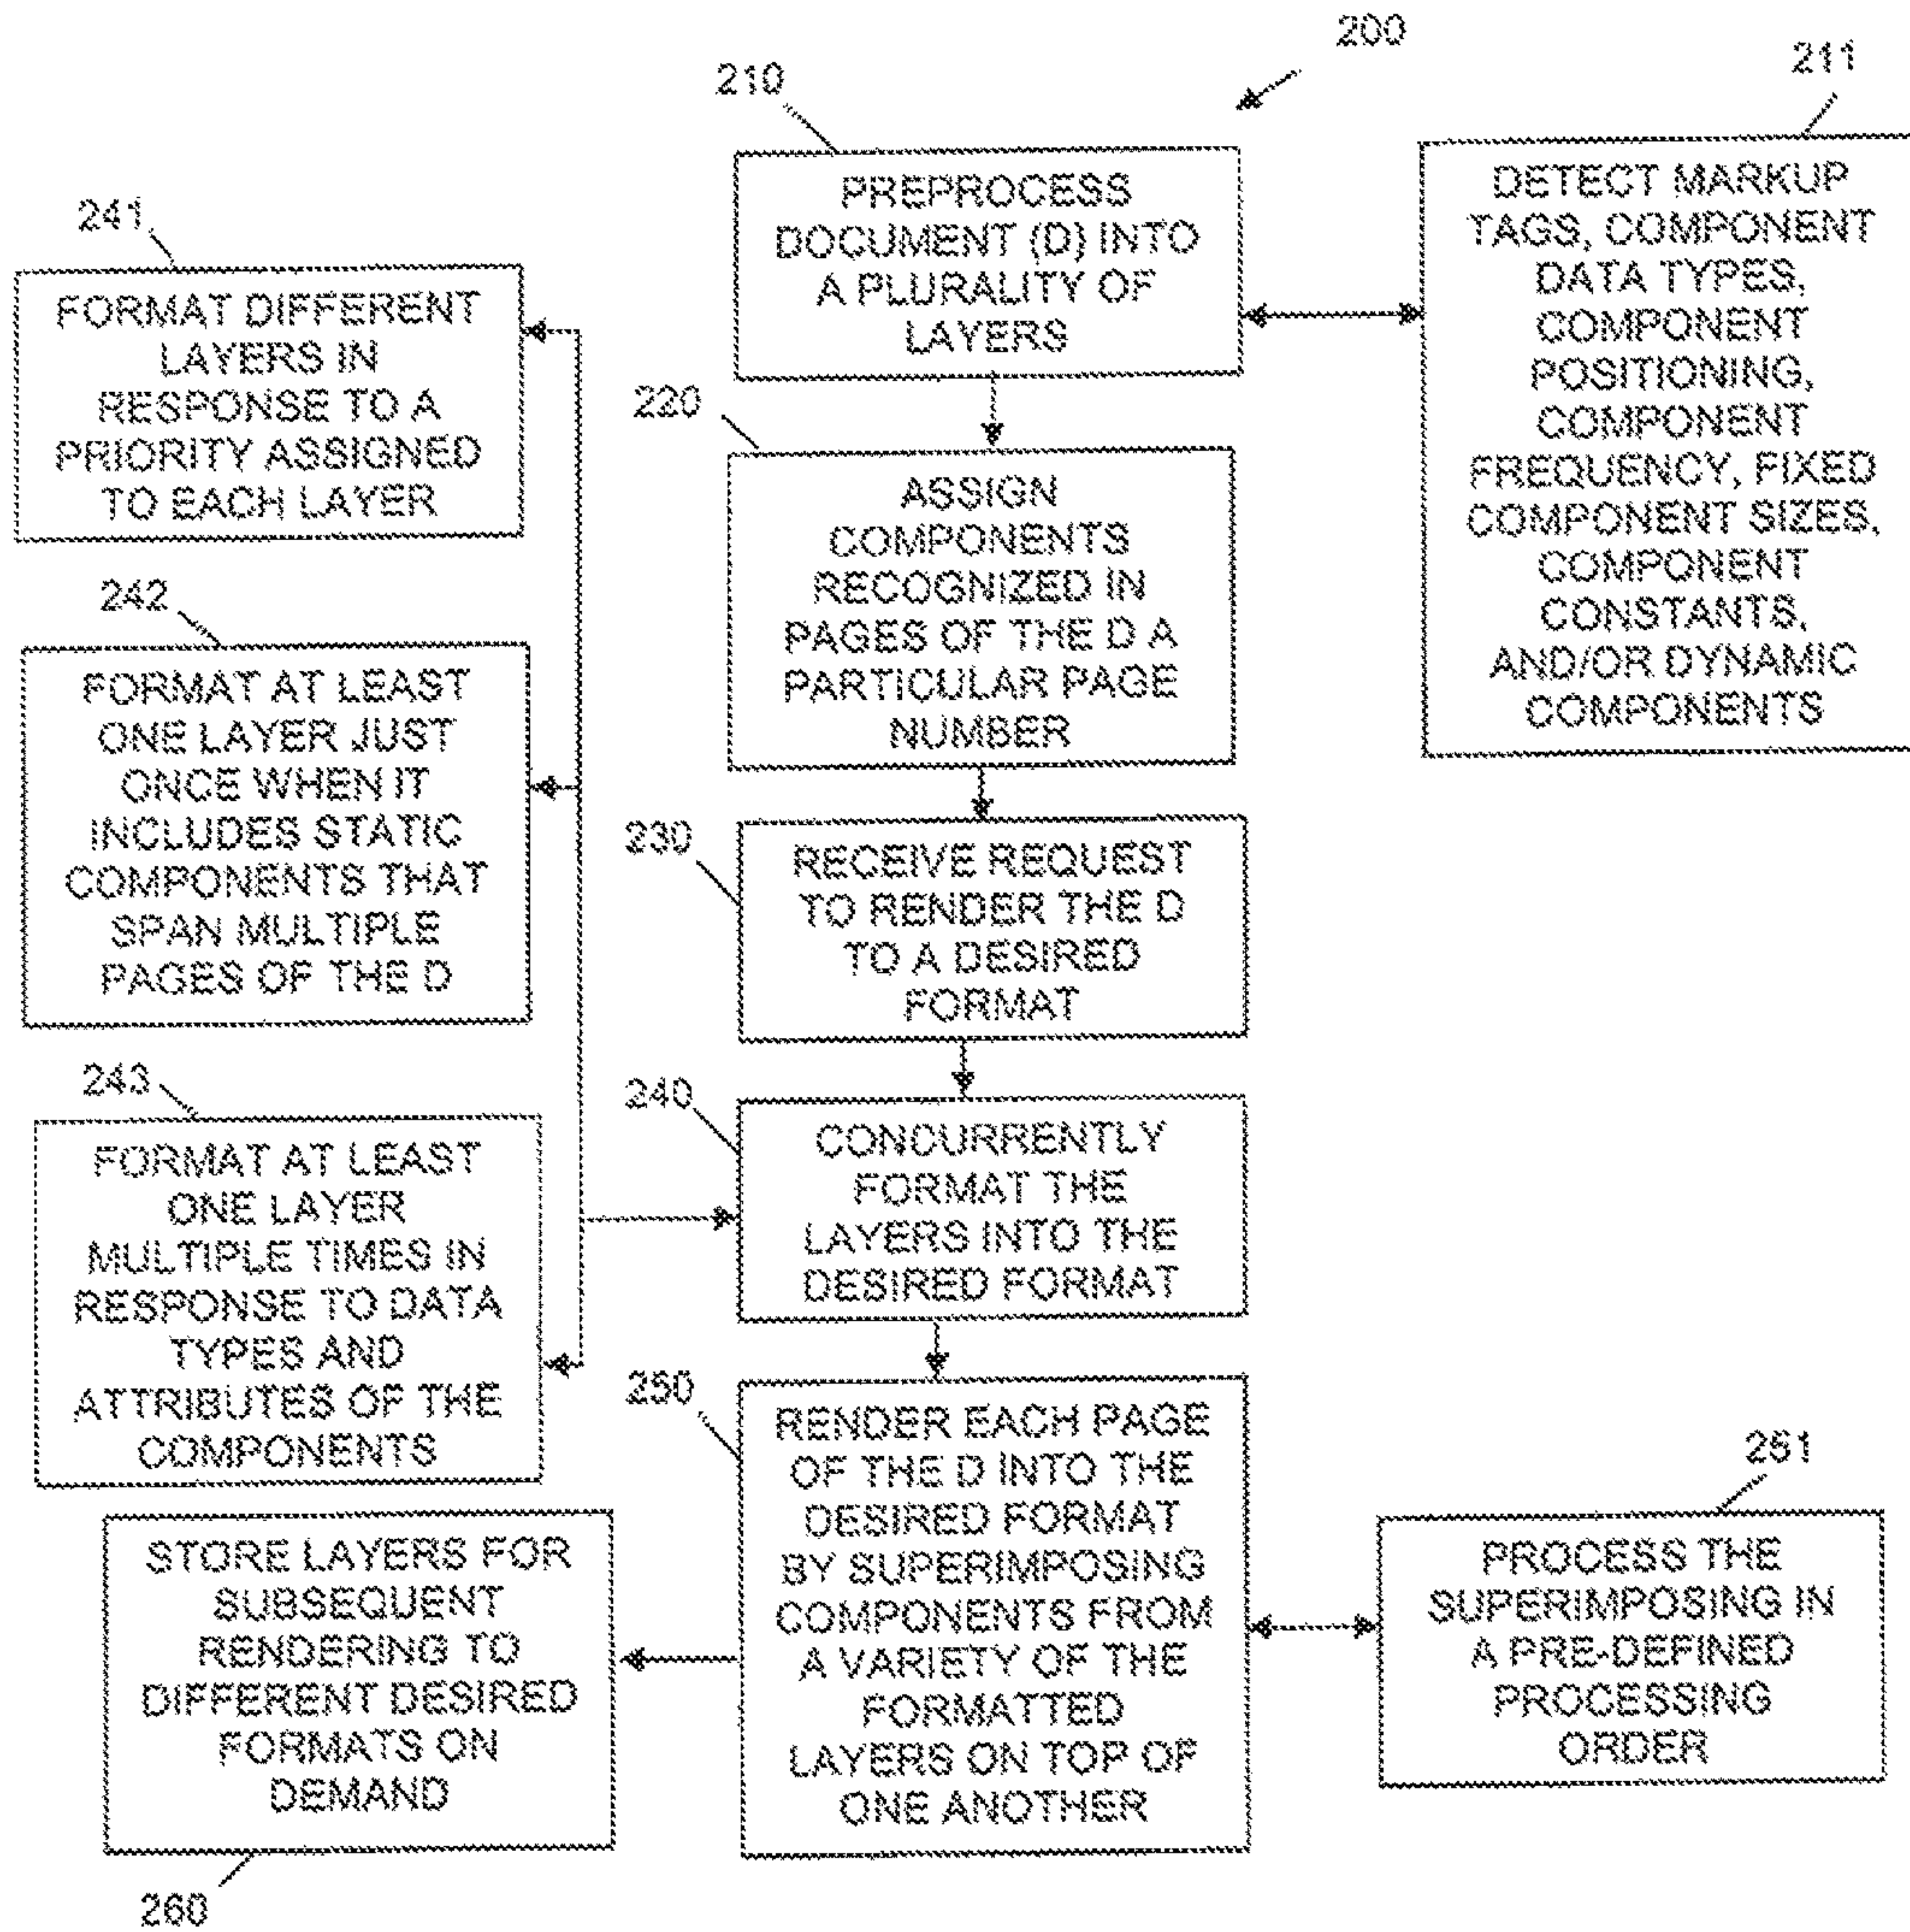 200
210
PREPROCESS
DOCUMENT (D) INTO
A PLURALITY OF
LAYERS
211
DETECT MARKUP
TAGS, COMPONENT
DATA TYPES,
COMPONENT
POSITIONING,
COMPONENT
FREQUENCY, FIXED
COMPONENT SIZES,
COMPONENT
CONSTANTS,
AND/OR DYNAMIC
COMPONENTS
220
ASSIGN
COMPONENTS
RECOGNIZED IN
PAGES OF THE D A
PARTICULAR PAGE
NUMBER
230
RECEIVE REQUEST
TO RENDER THE D
TO A DESIRED
FORMAT
240
CONCURRENTLY
FORMAT THE
LAYERS INTO THE
DESIRED FORMAT
241
FORMAT DIFFERENT
LAYERS IN
RESPONSE TO A
PRIORITY ASSIGNED
TO EACH LAYER
242
FORMAT AT LEAST
ONE LAYER JUST
ONCE WHEN IT
INCLUDES STATIC
COMPONENTS THAT
SPAN MULTIPLE
PAGES OF THE D
243
FORMAT AT LEAST
ONE LAYER
MULTIPLE TIMES IN
RESPONSE TO DATA
TYPES AND
ATTRIBUTES OF THE
COMPONENTS
250
RENDER EACH PAGE
OF THE D INTO THE
DESIRED FORMAT
BY SUPERIMPOSING
COMPONENTS FROM
A VARIETY OF THE
FORMATTED
LAYERS ON TOP OF
ONE ANOTHER
251
PROCESS THE
SUPERIMPOSING IN
A PRE-DEFINED
PROCESSING
ORDER
STORE LAYERS FOR
SUBSEQUENT
RENDERING TO
DIFFERENT DESIRED
FORMATS ON
DEMAND
260